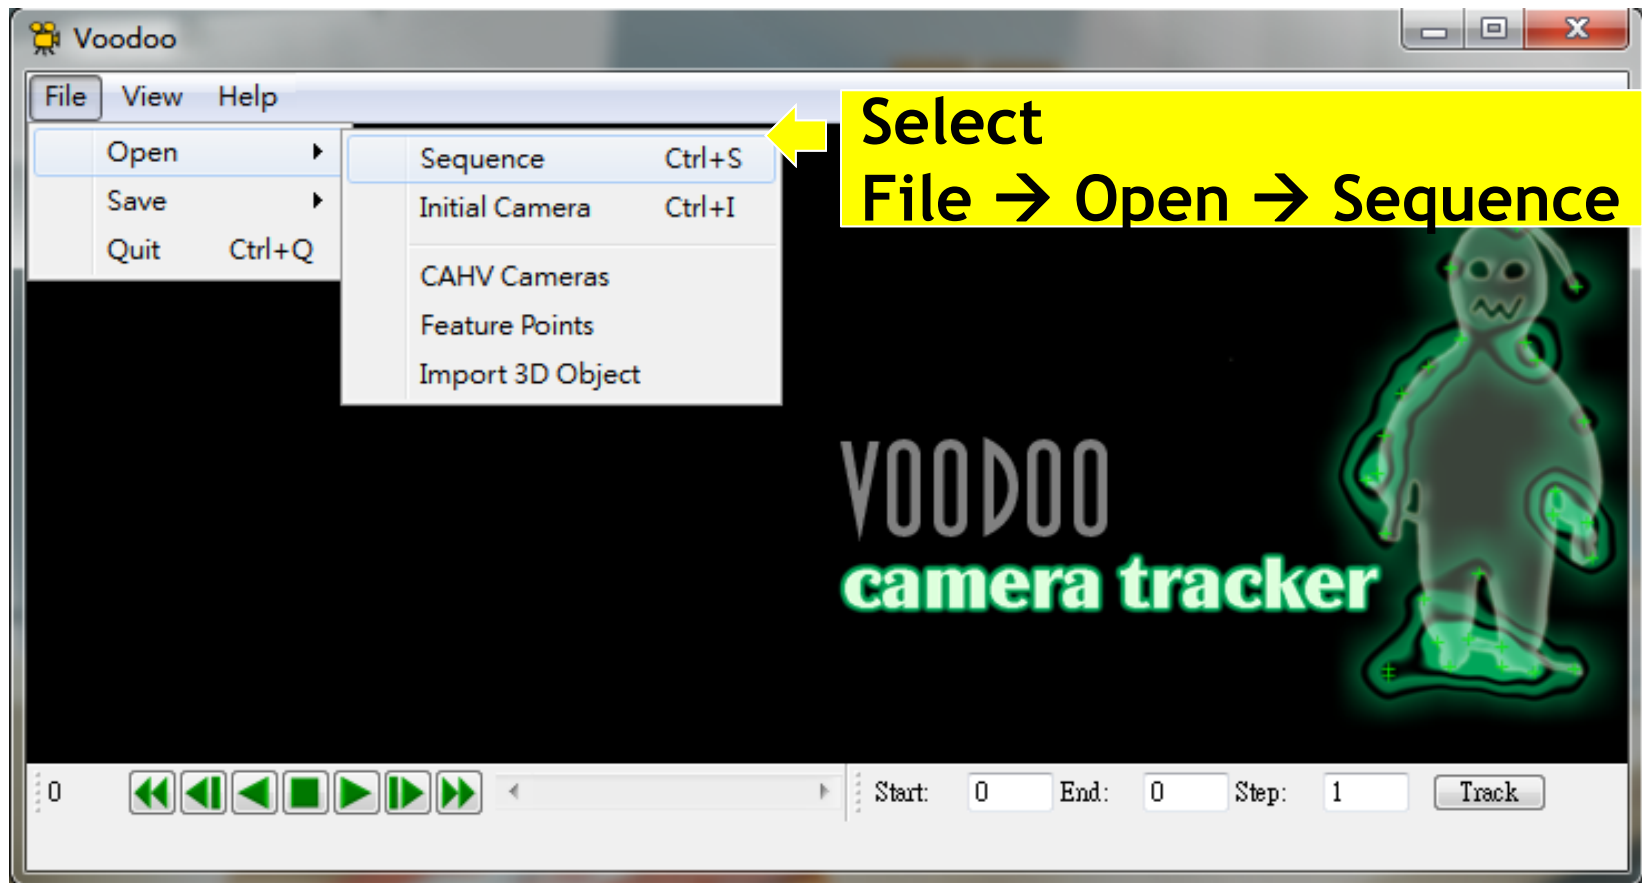 Voodoo
File View Help
Select
File → Open → Sequence
Open
Save
Quit Ctrl+Q
Sequence Ctrl+S
Initial Camera Ctrl+I
CAHV Cameras
Feature Points
Import 3D Object
VOODOO
camera tracker
0 Start: 0 End: 0 Step: 1 Track